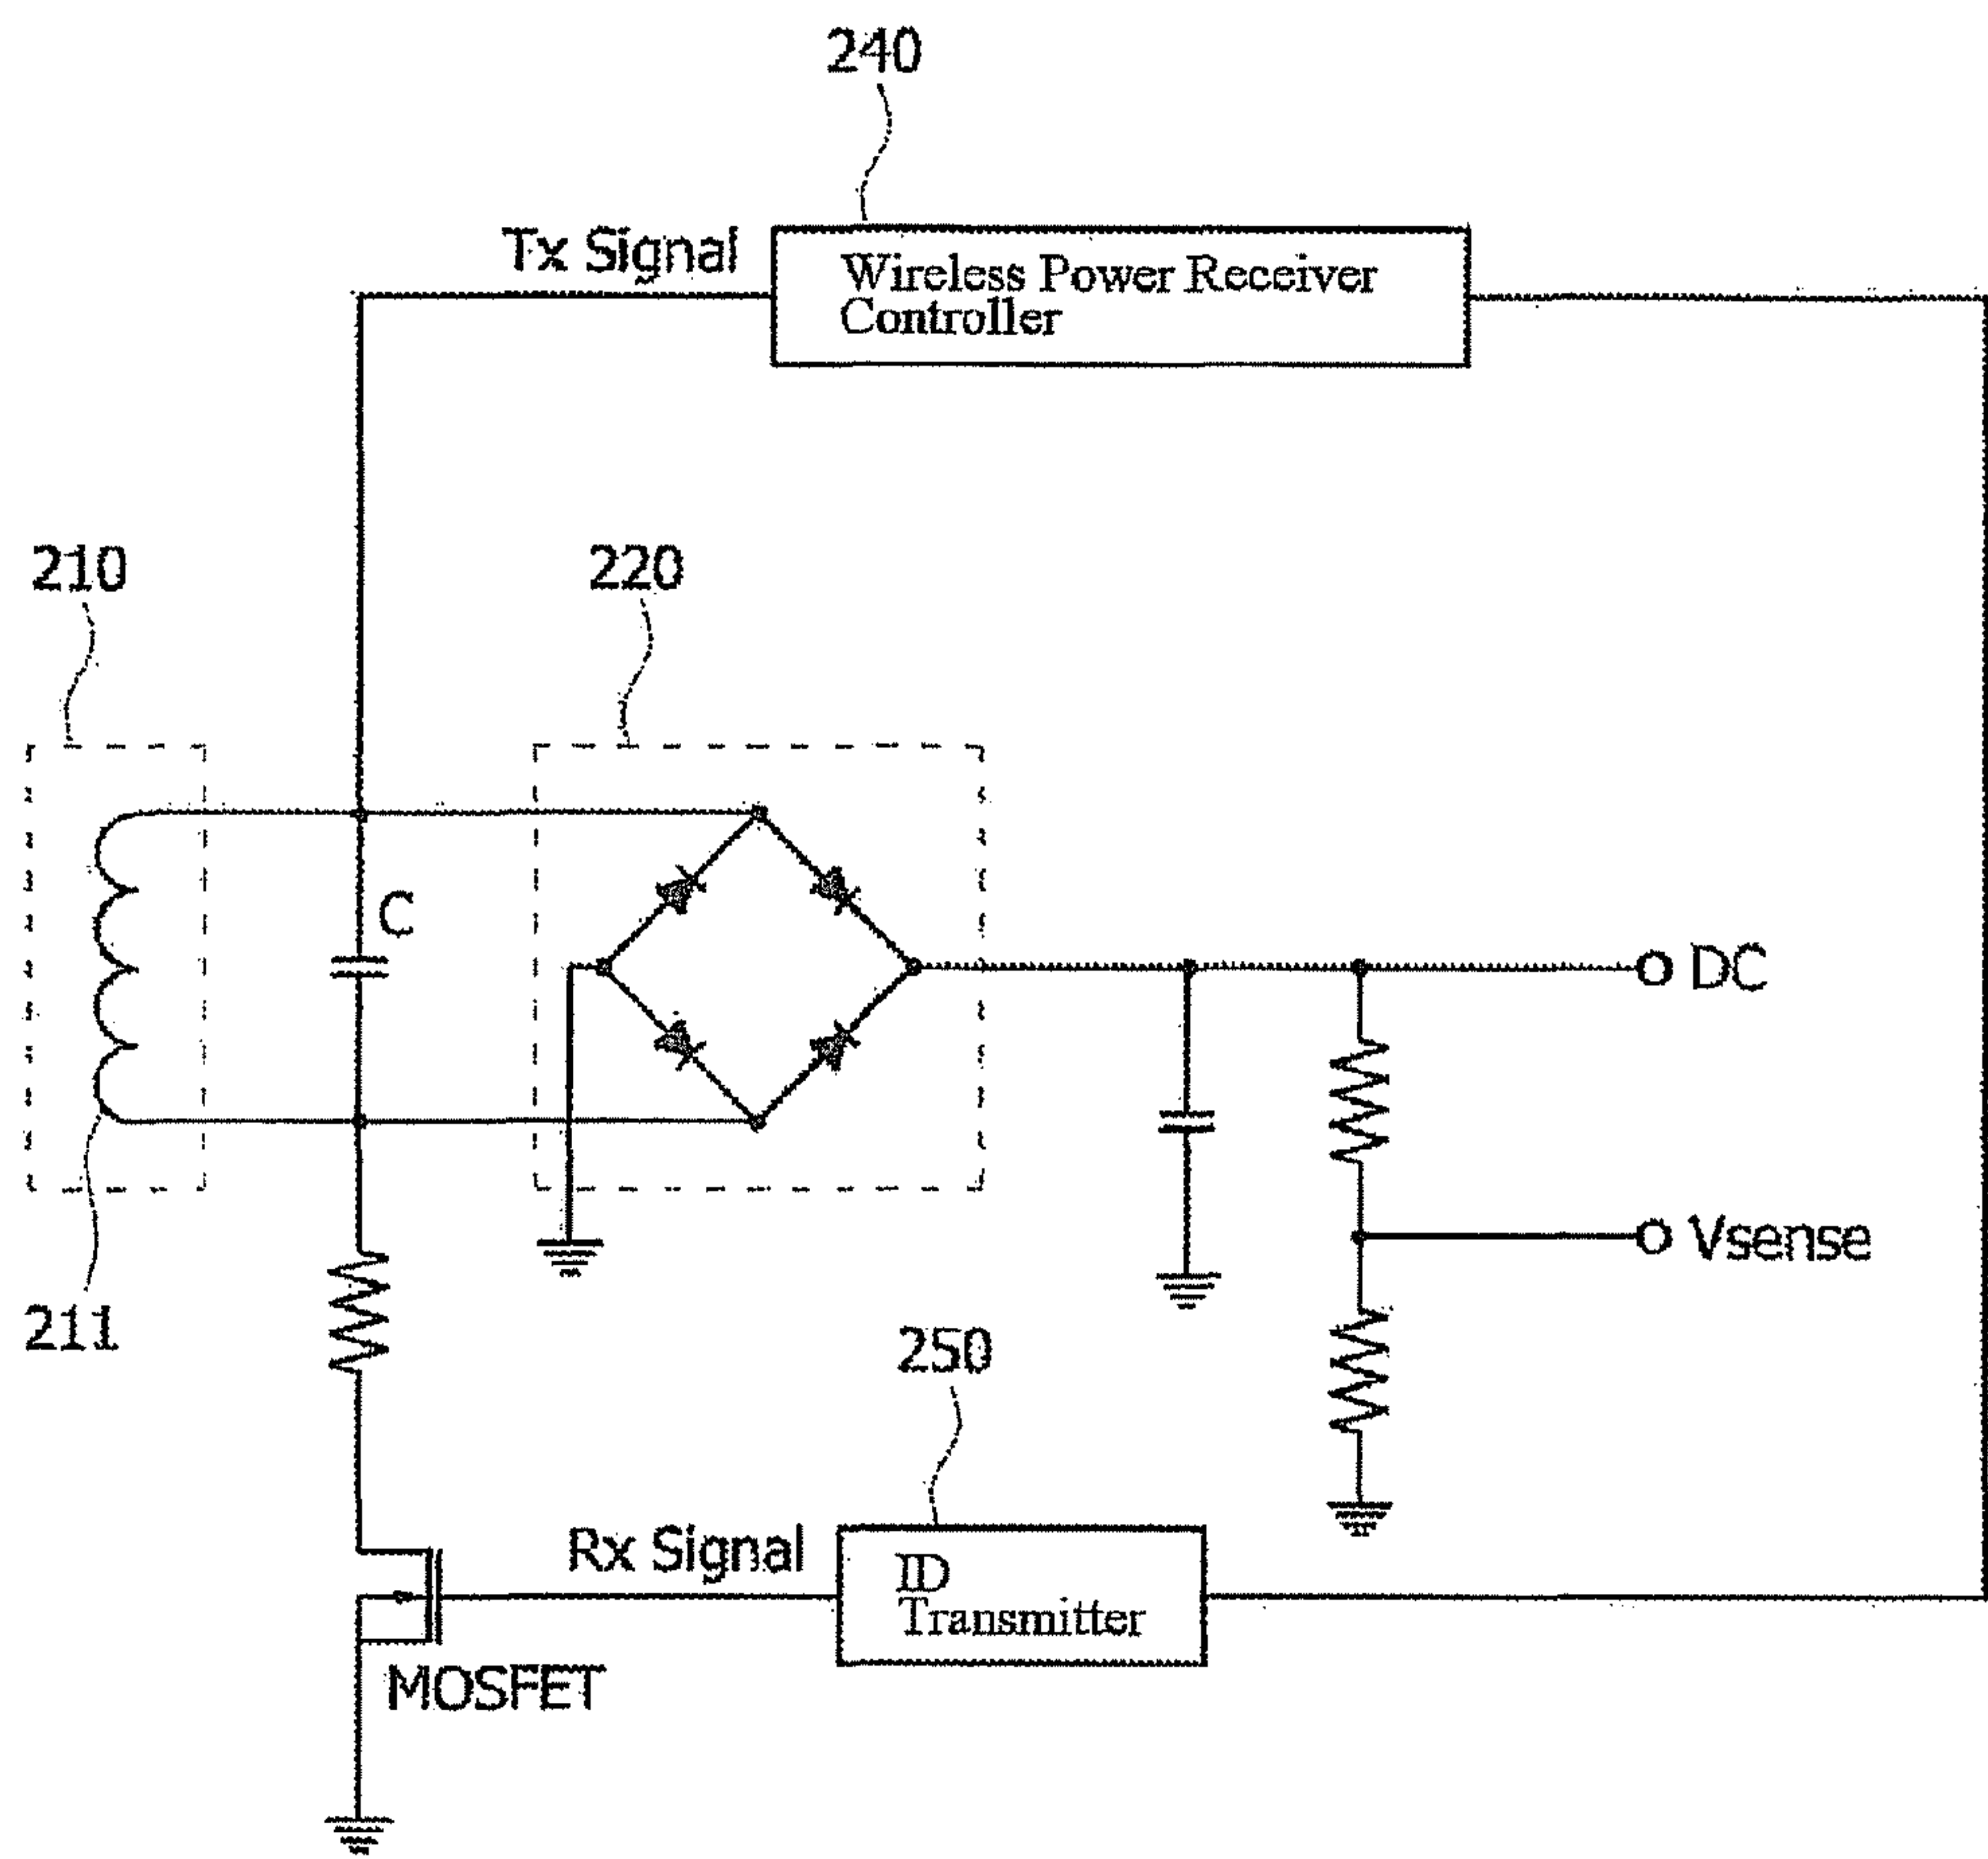 240
Tx Signal
Wireless Power Receiver
Controller
210
220
C
DC
Vsense
211
250
Rx Signal
ID
Transmitter
MOSFET